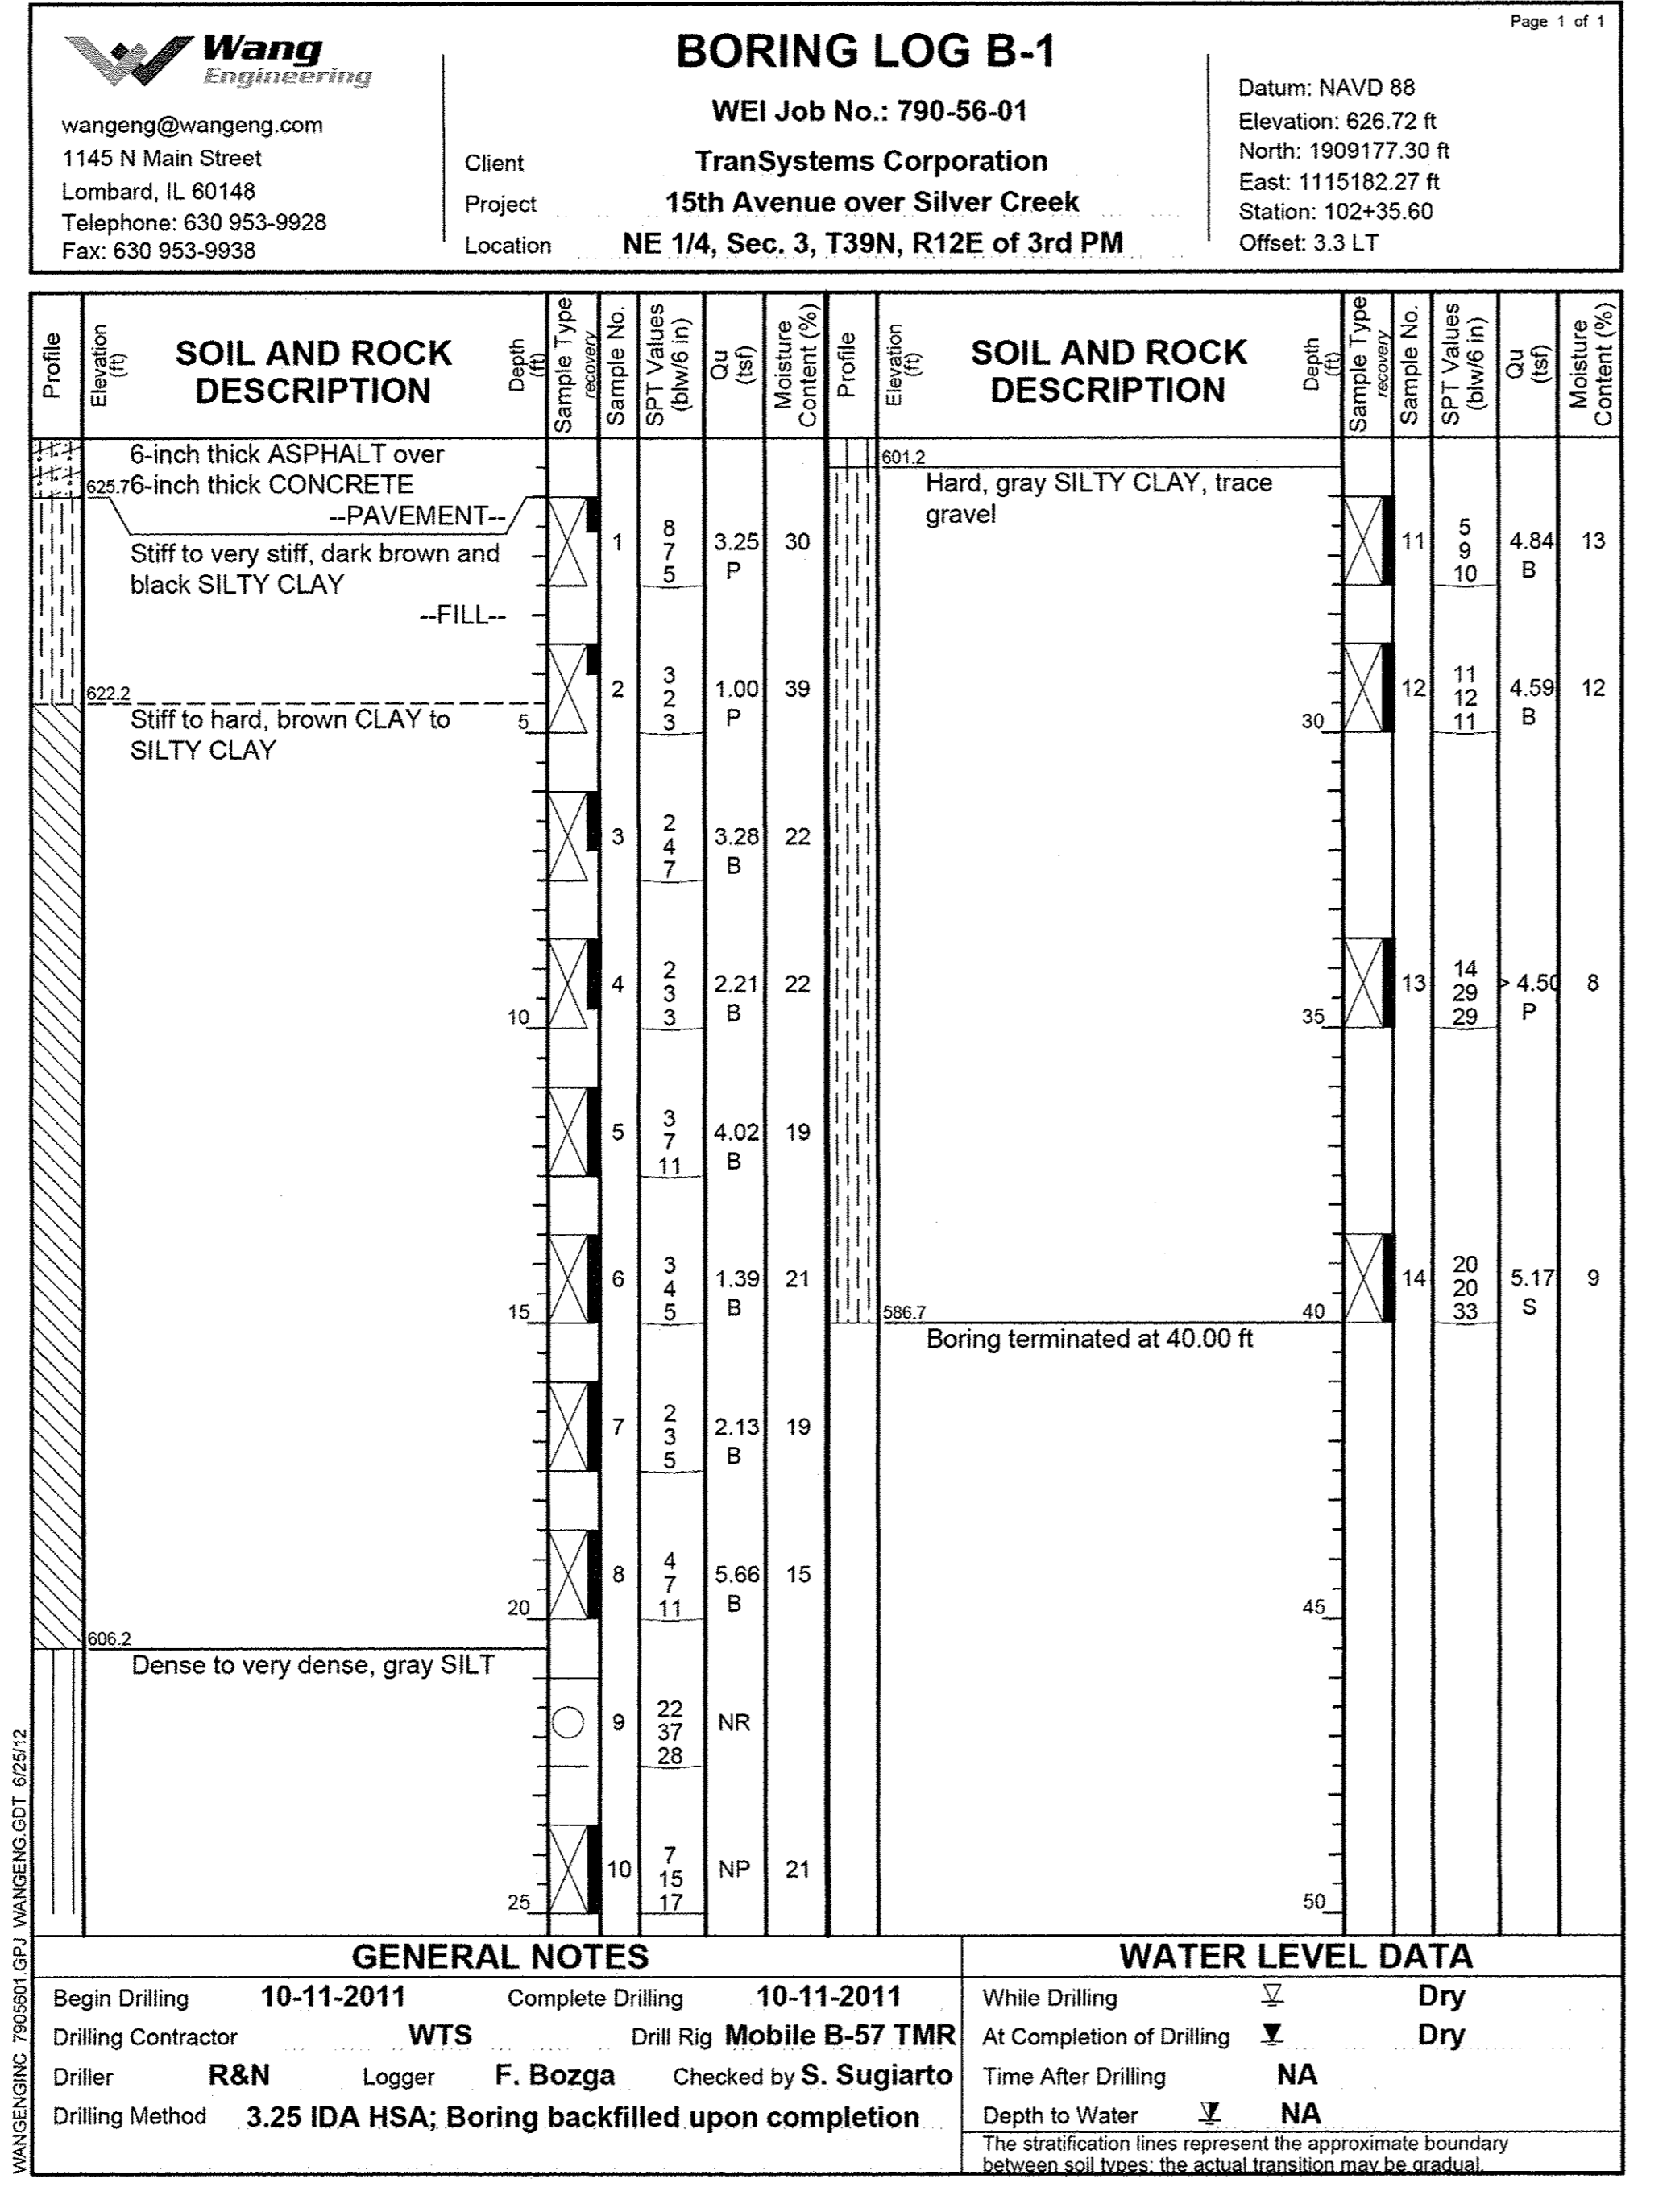 Page 1 of 1
Wang
Engineering
wangeng@wangeng.com
1145 N Main Street
Lombard, IL 60148
Telephone: 630 953-9928
Fax: 630 953-9938
BORING LOG B-1
WEI Job No.: 790-56-01
Client TranSystems Corporation
Project 15th Avenue over Silver Creek
Location NE 1/4, Sec. 3, T39N, R12E of 3rd PM
Datum: NAVD 88
Elevation: 626.72 ft
North: 1909177.30 ft
East: 1115182.27 ft
Station: 102+35.60
Offset: 3.3 LT
Profile
Elevation (ft)
SOIL AND ROCK
DESCRIPTION
Depth (ft)
Sample Type
recovery
Sample No.
SPT Values (blw/6 in)
Qu (tsf)
Moisture Content (%)
6-inch thick ASPHALT over
625.7 6-inch thick CONCRETE
--PAVEMENT--
Stiff to very stiff, dark brown and
black SILTY CLAY
--FILL--
1 8 7 5 3.25 P 30
2 3 2 3 1.00 P 39
622.2
Stiff to hard, brown CLAY to
SILTY CLAY
5
3 2 4 7 3.28 B 22
4 2 3 3 2.21 B 22
10
5 3 7 11 4.02 B 19
6 3 4 5 1.39 B 21
15
7 2 3 5 2.13 B 19
8 4 7 11 5.66 B 15
20
606.2
Dense to very dense, gray SILT
9 22 37 28 NR
10 7 15 17 NP 21
25
Profile
Elevation (ft)
SOIL AND ROCK
DESCRIPTION
Depth (ft)
Sample Type
recovery
Sample No.
SPT Values (blw/6 in)
Qu (tsf)
Moisture Content (%)
601.2
Hard, gray SILTY CLAY, trace
gravel
11 5 9 10 4.84 B 13
12 11 12 11 4.59 B 12
30
13 14 29 29 > 4.50 P 8
35
14 20 20 33 5.17 S 9
586.7
40
Boring terminated at 40.00 ft
45
50
WANGENGINC 7905601.GPJ WANGENG.GDT 6/25/12
GENERAL NOTES
Begin Drilling 10-11-2011 Complete Drilling 10-11-2011
Drilling Contractor WTS Drill Rig Mobile B-57 TMR
Driller R&N Logger F. Bozga Checked by S. Sugiarto
Drilling Method 3.25 IDA HSA; Boring backfilled upon completion
WATER LEVEL DATA
While Drilling Dry
At Completion of Drilling Dry
Time After Drilling NA
Depth to Water NA
The stratification lines represent the approximate boundary
between soil types; the actual transition may be gradual.